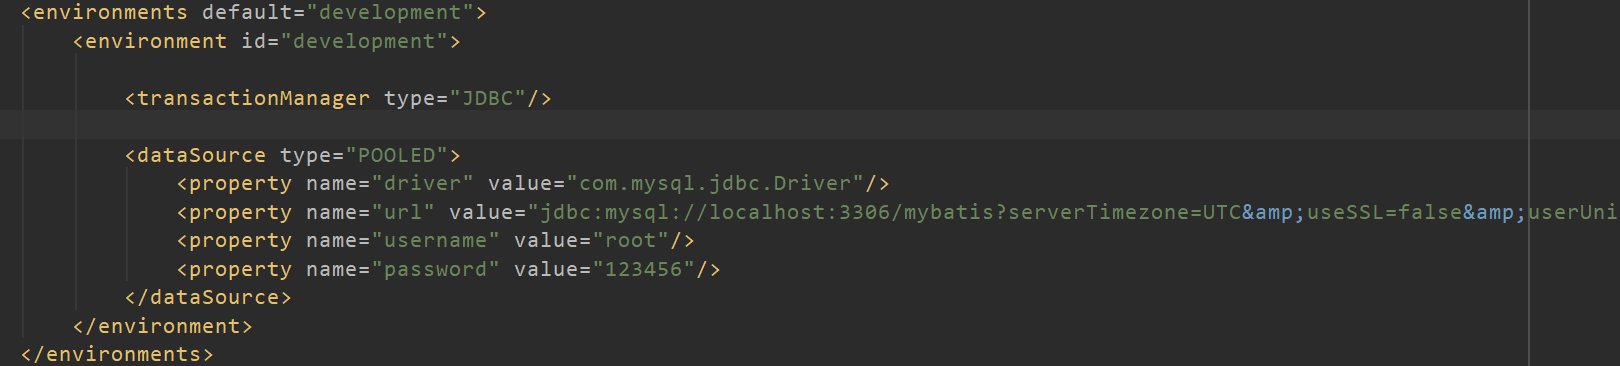 <environments default="development">
<environment id="development">
<transactionManager type="JDBC"/>
<dataSource type="POOLED">
<property name="driver" value="com.mysql.jdbc.Driver"/>
<property name="url" value="jdbc:mysql://localhost:3306/mybatis?serverTimezone=UTC&amp;useSSL=false&amp;userUni
<property name="username" value="root"/>
<property name="password" value="123456"/>
</dataSource>
</environment>
</environments>